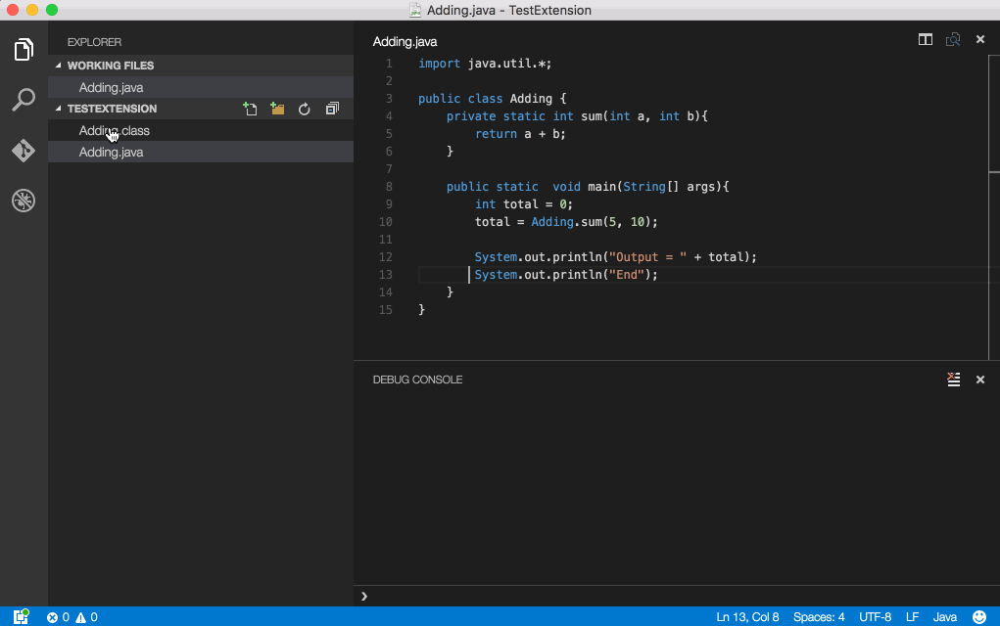 Adding.java - TestExtension
EXPLORER
WORKING FILES
Adding.java
TESTEXTENSION
Adding.class
Adding.java
Adding.java
1 import java.util.*;
2
3 public class Adding {
4     private static int sum(int a, int b){
5         return a + b;
6     }
7
8     public static  void main(String[] args){
9         int total = 0;
10         total = Adding.sum(5, 10);
11
12         System.out.println("Output = " + total);
13         System.out.println("End");
14     }
15 }
DEBUG CONSOLE
0 0
Ln 13, Col 8 Spaces: 4 UTF-8 LF Java